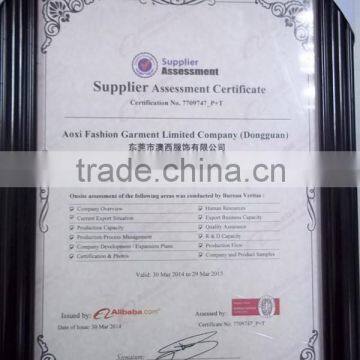 Supplier
Assessment
Supplier Assessment Certificate
Certification No. 7709747_P+T
Aoxi Fashion Garment Limited Company (Dongguan)
东莞市澳西服饰有限公司
trade.china.cn
Onsite assessment of the following areas was conducted by Bureau Veritas :
Company Overview
Human Resources
Current Export Situation
Export Business Capacity
Production Capacity
Quality Assurance
Production Process Management
R & D Capacity
Company Development / Expansion Plans
Production Flow
Certification & Photos
Company and Product Samples
Valid: 30 Mar 2014 to 29 Mar 2015
Issued by: Alibaba.com
Assessed by:
Date of Issue: 30 Mar 2014
Certificate No. 7709747_P+T
Signature: